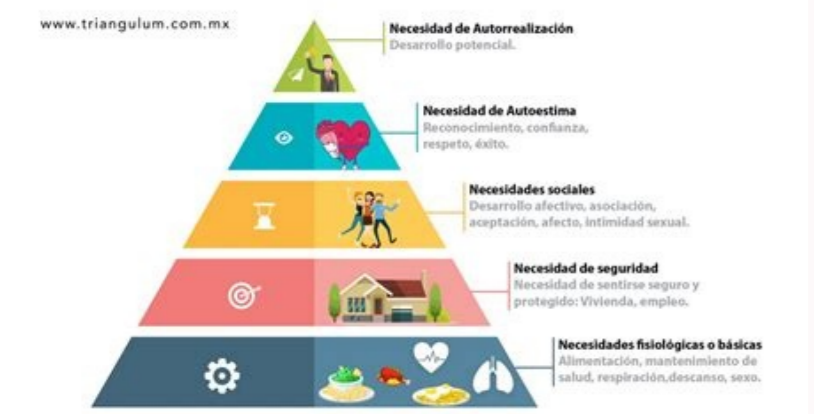 www.triangulum.com.mx
Necesidad de Autorrealización
Desarrollo potencial.
Necesidad de Autoestima
Reconocimiento, confianza,
respeto, éxito.
Necesidades sociales
Desarrollo afectivo, asociación,
aceptación, afecto, intimidad sexual.
Necesidad de seguridad
Necesidad de sentirse seguro y
protegido: Vivienda, empleo.
Necesidades fisiológicas o básicas
Alimentación, mantenimiento de
salud, respiración,descanso, sexo.